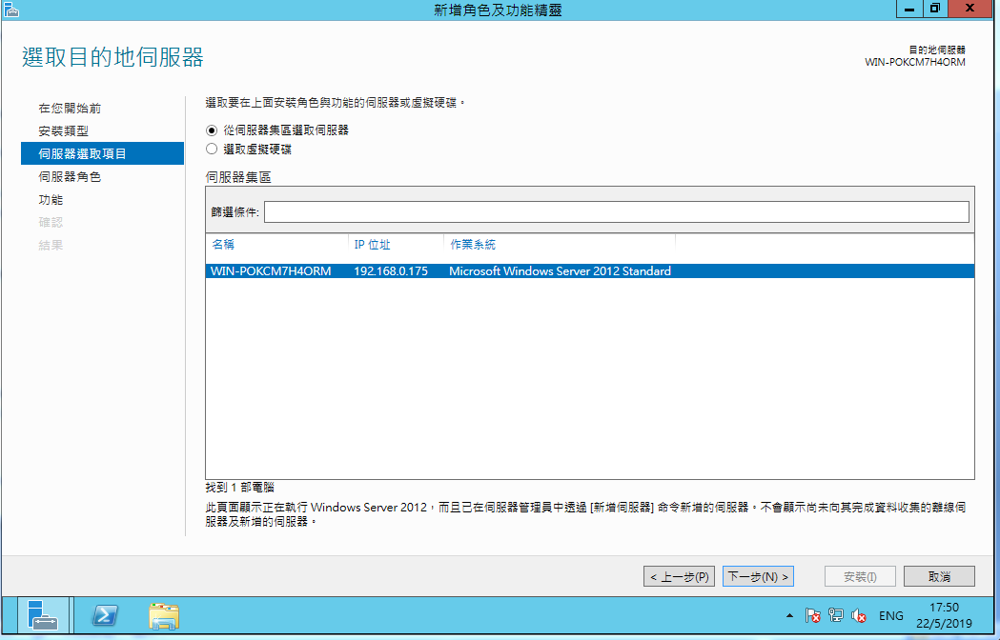 新增角色及功能精靈
選取目的地伺服器
目的地伺服器
WIN-POKCM7H4ORM
在您開始前
安裝類型
伺服器選取項目
伺服器角色
功能
確認
結果
選取要在上面安裝角色與功能的伺服器或虛擬硬碟。
從伺服器集區選取伺服器
選取虛擬硬碟
伺服器集區
篩選條件:
名稱 IP 位址 作業系統
WIN-POKCM7H4ORM 192.168.0.175 Microsoft Windows Server 2012 Standard
找到 1 部電腦
此頁面顯示正在執行 Windows Server 2012，而且已在伺服器管理員中透過 [新增伺服器] 命令新增的伺服器。不會顯示尚未向其完成資料收集的離線伺
服器及新增的伺服器。
< 上一步(P) 下一步(N) > 安裝(I) 取消
ENG
17:50
22/5/2019